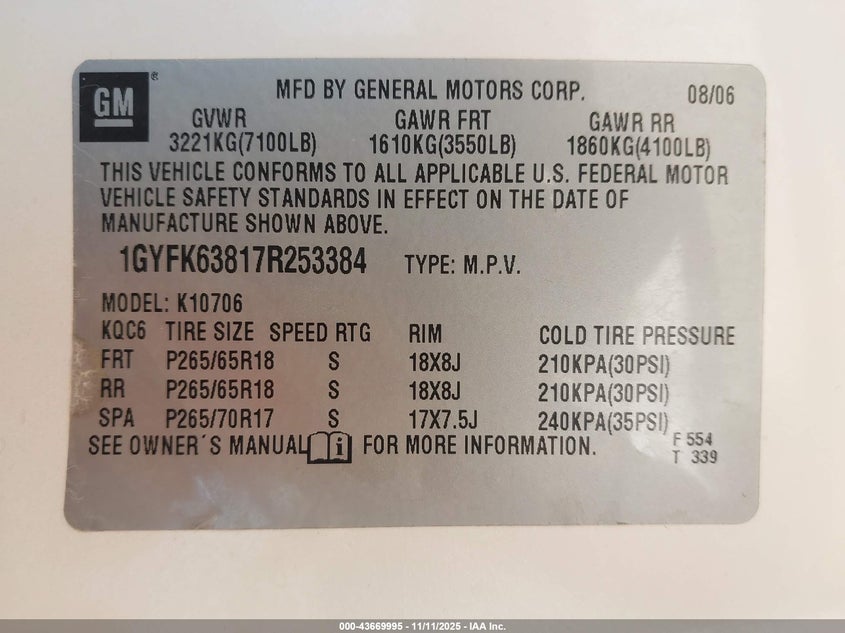 GM®
MFD BY GENERAL MOTORS CORP. 08/06
GVWR GAWR FRT GAWR RR
3221KG(7100LB) 1610KG(3550LB) 1860KG(4100LB)
THIS VEHICLE CONFORMS TO ALL APPLICABLE U.S. FEDERAL MOTOR
VEHICLE SAFETY STANDARDS IN EFFECT ON THE DATE OF
MANUFACTURE SHOWN ABOVE.
1GYFK63817R253384 TYPE: M.P.V.
MODEL: K10706
KQC6 TIRE SIZE SPEED RTG RIM COLD TIRE PRESSURE
FRT P265/65R18 S 18X8J 210KPA(30PSI)
RR P265/65R18 S 18X8J 210KPA(30PSI)
SPA P265/70R17 S 17X7.5J 240KPA(35PSI)
SEE OWNER´S MANUAL i FOR MORE INFORMATION.
F 554
T 339
000-43669995 - 11/11/2025 - IAA Inc.